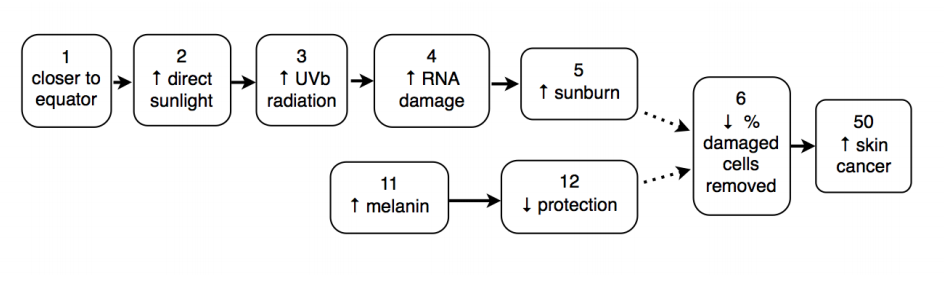 1
closer to
equator
2
↑ direct
sunlight
3
↑ UVb
radiation
4
↑ RNA
damage
5
↑ sunburn
6
↓ %
damaged
cells
removed
50
↑ skin
cancer
11
↑ melanin
12
↓ protection